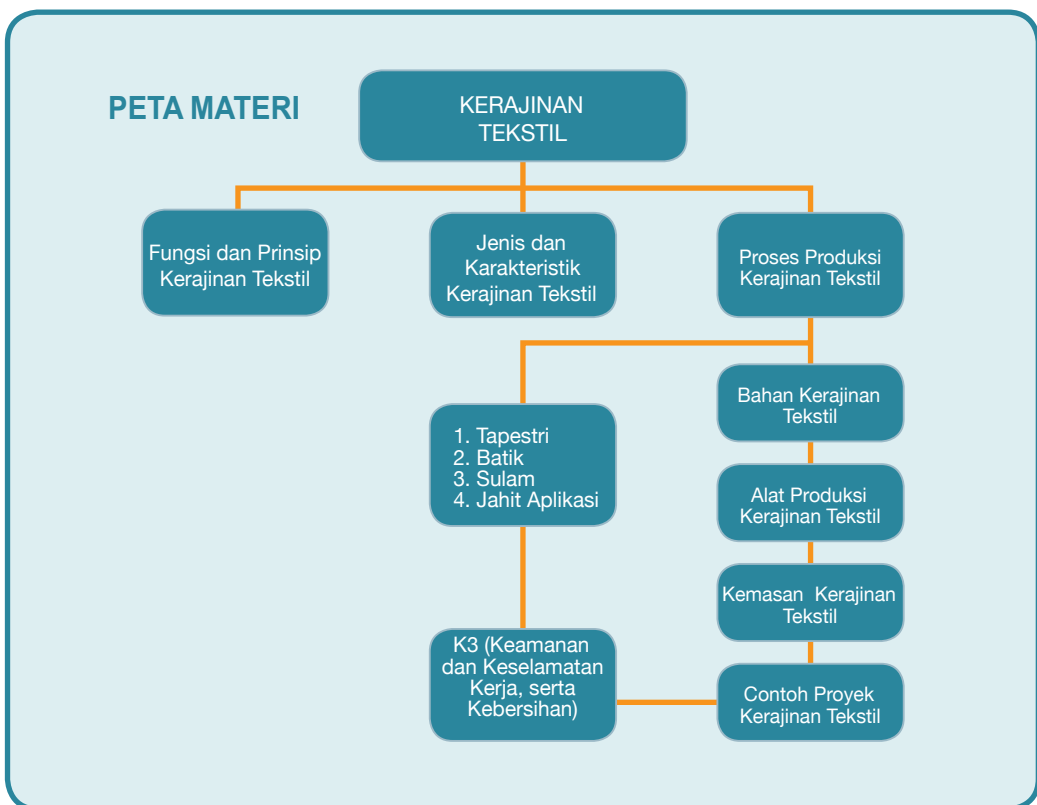 PETA MATERI
KERAJINAN
TEKSTIL
Fungsi dan Prinsip
Kerajinan Tekstil
Jenis dan
Karakteristik
Kerajinan Tekstil
Proses Produksi
Kerajinan Tekstil
1. Tapestri
2. Batik
3. Sulam
4. Jahit Aplikasi
Bahan Kerajinan
Tekstil
Alat Produksi
Kerajinan Tekstil
Kemasan Kerajinan
Tekstil
K3 (Keamanan
dan Keselamatan
Kerja, serta
Kebersihan)
Contoh Proyek
Kerajinan Tekstil